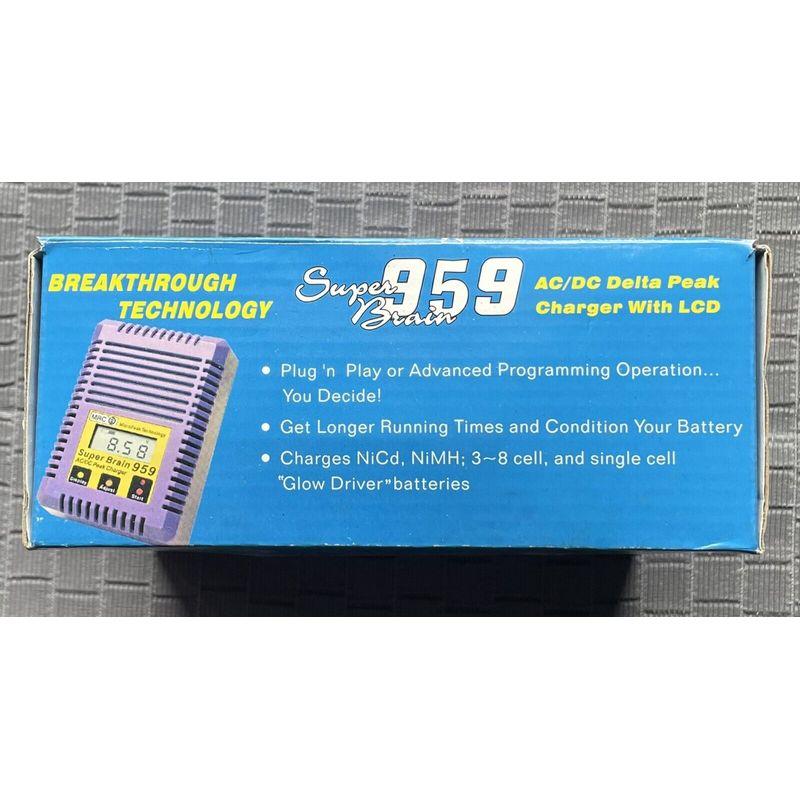 BREAKTHROUGH
TECHNOLOGY
Super Brain 959
AC/DC Delta Peak
Charger With LCD
• Plug 'n Play or Advanced Programming Operation...
You Decide!
• Get Longer Running Times and Condition Your Battery
• Charges NiCd, NiMH; 3~8 cell, and single cell
"Glow Driver" batteries
MRC MicroPeak Technology
8.58
Super Brain 959
AC/DC Peak Charger
Display Adjust Start